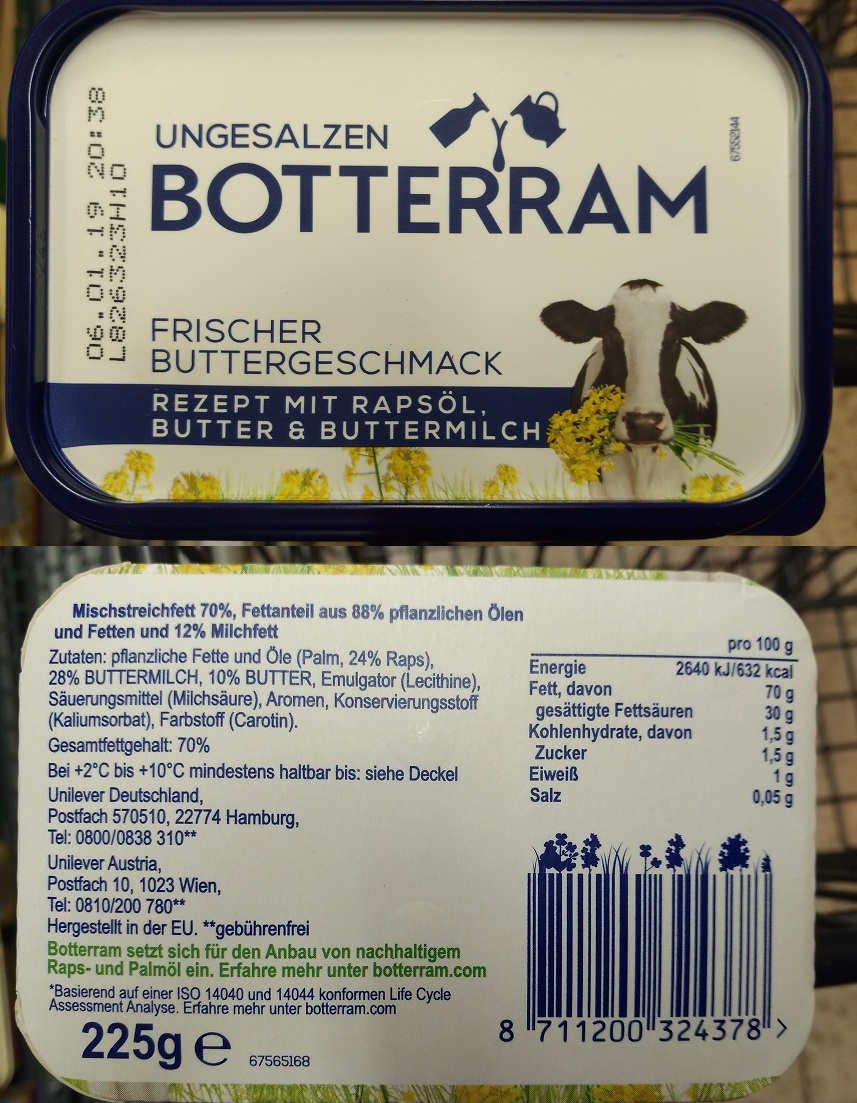 06.01.19 20:38
L826323H10
UNGESALZEN
BOTTERRAM
67552144
FRISCHER
BUTTERGESCHMACK
REZEPT MIT RAPSÖL,
BUTTER & BUTTERMILCH
Mischstreichfett 70%, Fettanteil aus 88% pflanzlichen Ölen
und Fetten und 12% Milchfett
Zutaten: pflanzliche Fette und Öle (Palm, 24% Raps),
28% BUTTERMILCH, 10% BUTTER, Emulgator (Lecithine),
Säuerungsmittel (Milchsäure), Aromen, Konservierungsstoff
(Kaliumsorbat), Farbstoff (Carotin).
Gesamtfettgehalt: 70%
Bei +2°C bis +10°C mindestens haltbar bis: siehe Deckel
Unilever Deutschland,
Postfach 570510, 22774 Hamburg,
Tel: 0800/0838 310**
Unilever Austria,
Postfach 10, 1023 Wien,
Tel: 0810/200 780**
Hergestellt in der EU. **gebührenfrei
Botterram setzt sich für den Anbau von nachhaltigem
Raps- und Palmöl ein. Erfahre mehr unter botterram.com
*Basierend auf einer ISO 14040 und 14044 konformen Life Cycle
Assessment Analyse. Erfahre mehr unter botterram.com
225g e 67565168
pro 100 g
Energie 2640 kJ/632 kcal
Fett, davon 70 g
gesättigte Fettsäuren 30 g
Kohlenhydrate, davon 1,5 g
Zucker 1,5 g
Eiweiß 1 g
Salz 0,05 g
8 711200 324378 >